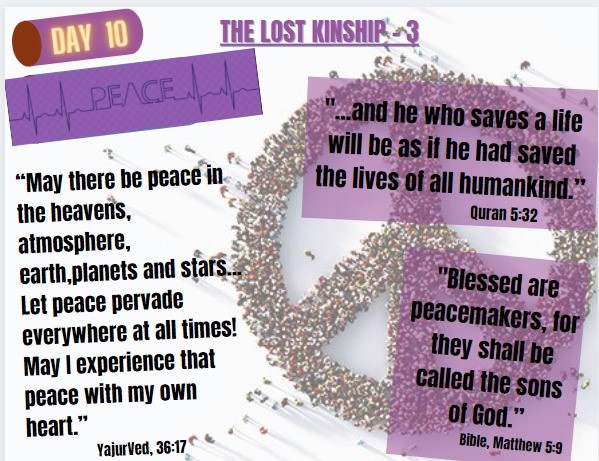 DAY 10
THE LOST KINSHIP - 3
PEACE
"...and he who saves a life
will be as if he had saved
the lives of all humankind."
Quran 5:32
“May there be peace in
the heavens,
atmosphere,
earth,planets and stars...
Let peace pervade
everywhere at all times!
May I experience that
peace with my own
heart.”
YajurVed, 36:17
"Blessed are
peacemakers, for
they shall be
called the sons
of God.”
Bible, Matthew 5:9